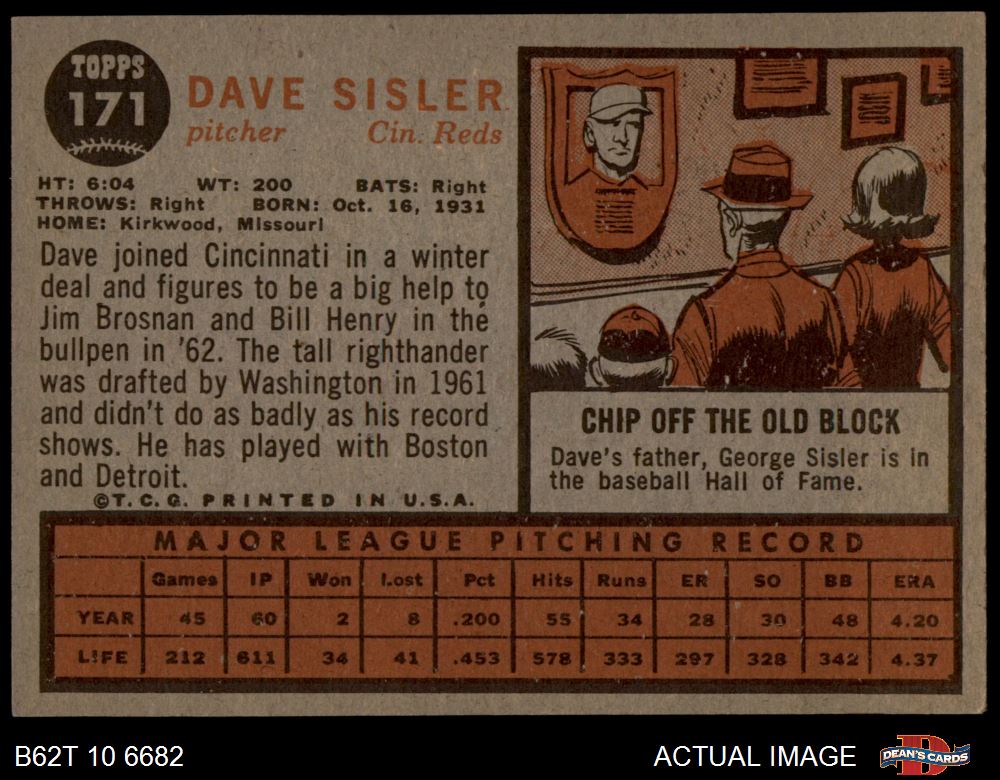 TOPPS
171
DAVE SISLER
pitcher Cin. Reds
HT: 6:04 WT: 200 BATS: Right
THROWS: Right BORN: Oct. 16, 1931
HOME: Kirkwood, Missouri
Dave joined Cincinnati in a winter
deal and figures to be a big help to
Jim Brosnan and Bill Henry in the
bullpen in '62. The tall righthander
was drafted by Washington in 1961
and didn't do as badly as his record
shows. He has played with Boston
and Detroit.
©T.C.G. PRINTED IN U.S.A.
CHIP OFF THE OLD BLOCK
Dave's father, George Sisler is in
the baseball Hall of Fame.
MAJOR LEAGUE PITCHING RECORD
Games IP Won Lost Pct Hits Runs ER SO BB ERA
YEAR 45 60 2 8 .200 55 34 28 30 48 4.20
LIFE 212 611 34 41 .453 578 333 297 328 342 4.37
B62T 10 6682 ACTUAL IMAGE DEAN'S CARDS